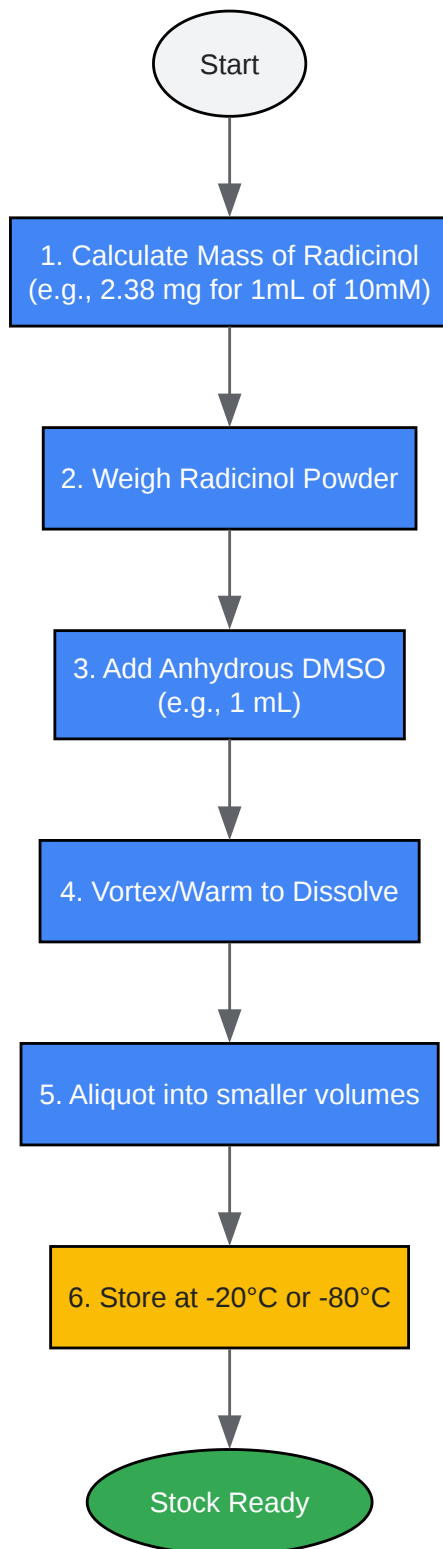 Start
1. Calculate Mass of Radicinol
(e.g., 2.38 mg for 1mL of 10mM)
2. Weigh Radicinol Powder
3. Add Anhydrous DMSO
(e.g., 1 mL)
4. Vortex/Warm to Dissolve
5. Aliquot into smaller volumes
6. Store at -20°C or -80°C
Stock Ready